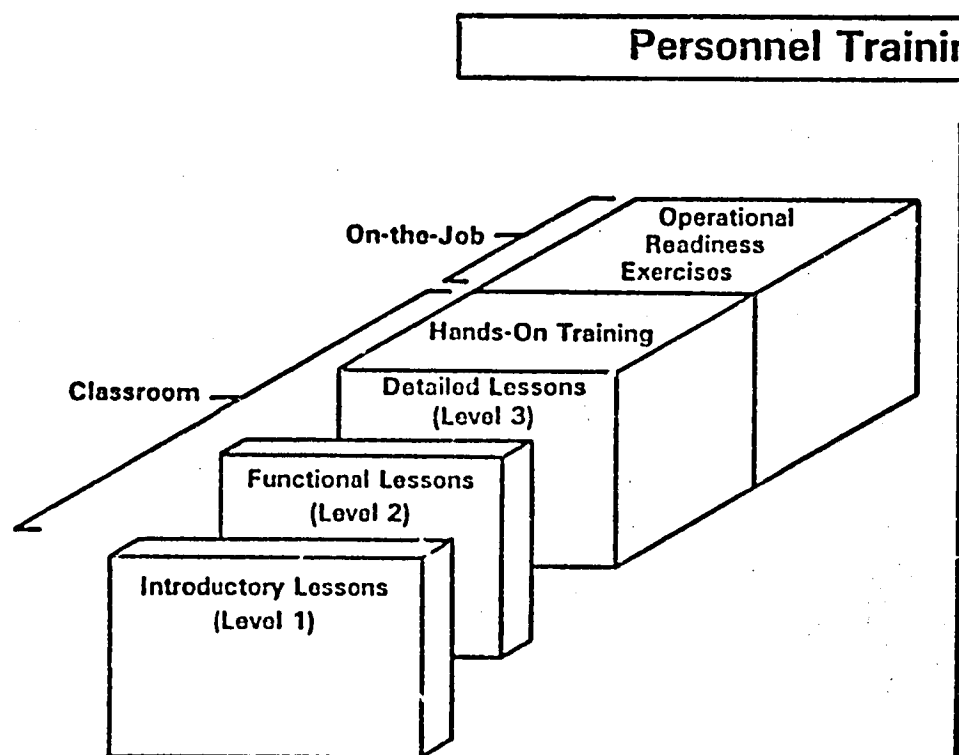 Personnel Trainin
On-the-Job
Operational
Readiness
Exercises
Hands-On Training
Classroom
Detailed Lessons
(Level 3)
Functional Lessons
(Level 2)
Introductory Lessons
(Level 1)